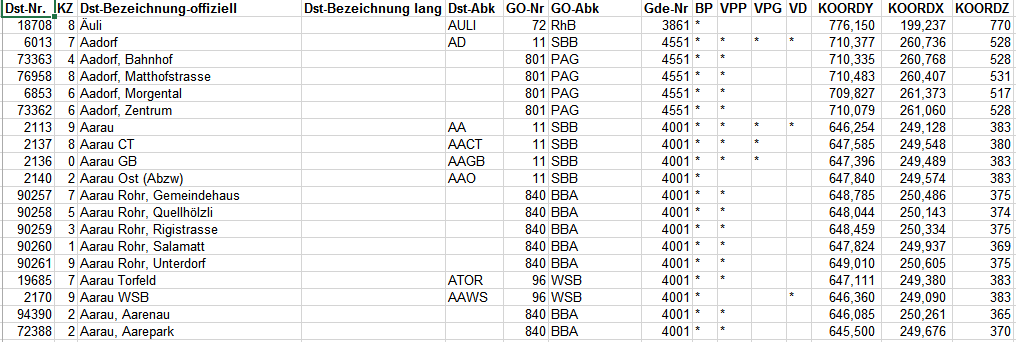 Dst-Nr. KZ Dst-Bezeichnung-offiziell Dst-Bezeichnung lang Dst-Abk GO-Nr GO-Abk Gde-Nr BP VPP VPG VD KOORDY KOORDX KOORDZ
18708 8 Äuli AULI 72 RhB 3861 * 776,150 199,237 770
6013 7 Aadorf AD 11 SBB 4551 * * * * 710,377 260,736 528
73363 4 Aadorf, Bahnhof 801 PAG 4551 * * 710,335 260,768 528
76958 8 Aadorf, Matthofstrasse 801 PAG 4551 * * 710,483 260,407 531
6853 6 Aadorf, Morgental 801 PAG 4551 * * 709,827 261,373 517
73362 6 Aadorf, Zentrum 801 PAG 4551 * * 710,079 261,060 528
2113 9 Aarau AA 11 SBB 4001 * * * * 646,254 249,128 383
2137 8 Aarau CT AACT 11 SBB 4001 * * * 647,585 249,548 380
2136 0 Aarau GB AAGB 11 SBB 4001 * * * 647,396 249,489 383
2140 2 Aarau Ost (Abzw) AAO 11 SBB 4001 * 647,840 249,574 383
90257 7 Aarau Rohr, Gemeindehaus 840 BBA 4001 * * 648,785 250,486 375
90258 5 Aarau Rohr, Quellhölzli 840 BBA 4001 * * 648,044 250,143 374
90259 3 Aarau Rohr, Rigistrasse 840 BBA 4001 * * 648,459 250,334 375
90260 1 Aarau Rohr, Salamatt 840 BBA 4001 * * 647,824 249,937 369
90261 9 Aarau Rohr, Unterdorf 840 BBA 4001 * * 649,010 250,605 375
19685 7 Aarau Torfeld ATOR 96 WSB 4001 * * 647,111 249,380 383
2170 9 Aarau WSB AAWS 96 WSB 4001 * * 646,360 249,090 383
94390 2 Aarau, Aarenau 840 BBA 4001 * * 646,085 250,261 365
72388 2 Aarau, Aarepark 840 BBA 4001 * * 645,500 249,676 370